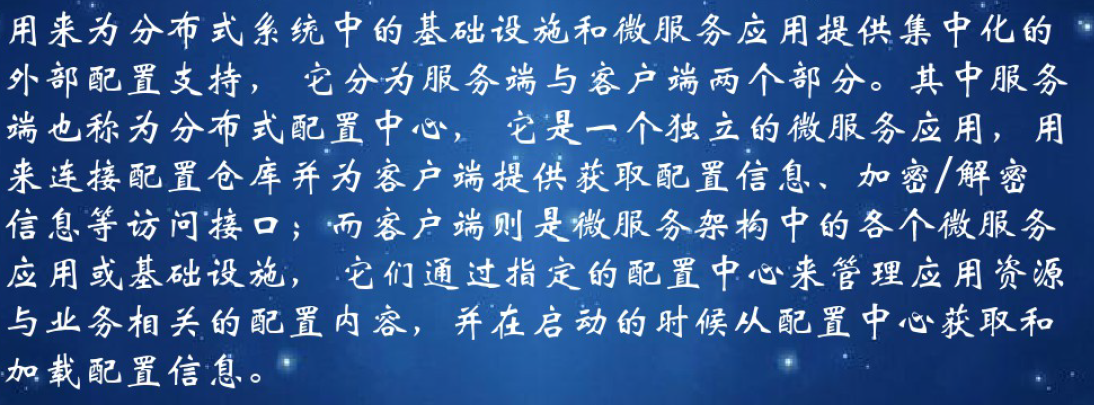 用来为分布式系统中的基础设施和微服务应用提供集中化的
外部配置支持， 它分为服务端与客户端两个部分。其中服务
端也称为分布式配置中心， 它是一个独立的微服务应用，用
来连接配置仓库并为客户端提供获取配置信息、加密/解密
信息等访问接口；而客户端则是微服务架构中的各个微服务
应用或基础设施， 它们通过指定的配置中心来管理应用资源
与业务相关的配置内容，并在启动的时候从配置中心获取和
加载配置信息。